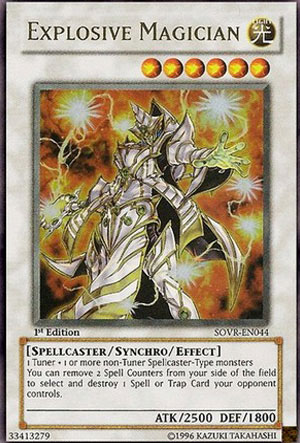 EXPLOSIVE MAGICIAN
LIGHT
光
1st Edition
SOVR-EN044
[SPELLCASTER/SYNCHRO/EFFECT]
1 Tuner + 1 or more non-Tuner Spellcaster-Type monsters
You can remove 2 Spell Counters from your side of the
field to select and destroy 1 Spell or Trap Card your opponent
controls.
ATK/2500 DEF/1800
33413279
©1996 KAZUKI TAKAHASHI